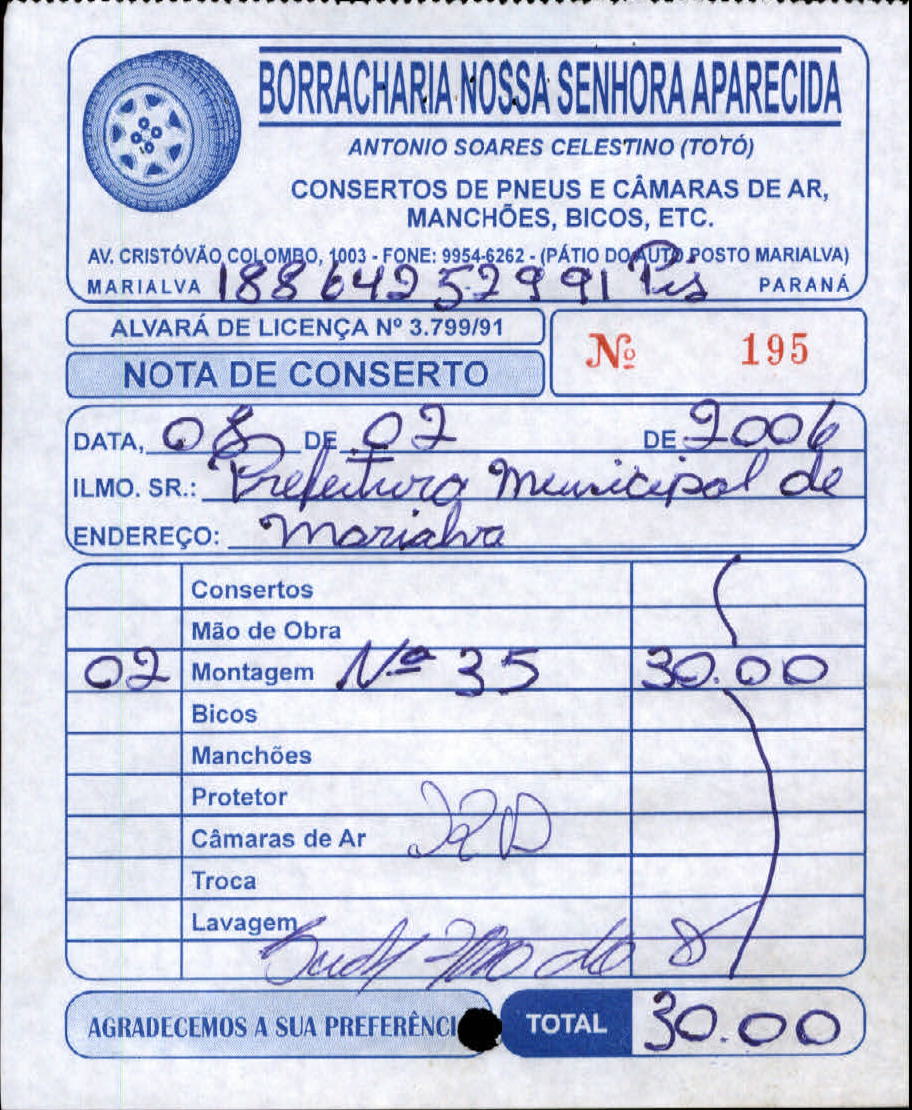 BORRACHARIA NOSSA SENHORA APARECIDA
ANTONIO SOARES CELESTINO (TOTÓ)
CONSERTOS DE PNEUS E CÂMARAS DE AR,
MANCHÕES, BICOS, ETC.
AV. CRISTÓVÃO COLOMBO, 1003 - FONE: 9954-6262 - (PÁTIO DO AUTO POSTO MARIALVA)
MARIALVA 188 642 529 91 Pis PARANÁ
ALVARÁ DE LICENÇA Nº 3.799/91
NOTA DE CONSERTO
Nº 195
DATA, 08 DE 02 DE 2006
ILMO. SR.: Prefeitura Municipal de
ENDEREÇO: Marialva
Consertos
Mão de Obra
02 Montagem Nº 35 30.00
Bicos
Manchões
Protetor
Câmaras de Ar
Troca
Lavagem
AGRADECEMOS A SUA PREFERÊNCI
TOTAL 30.00